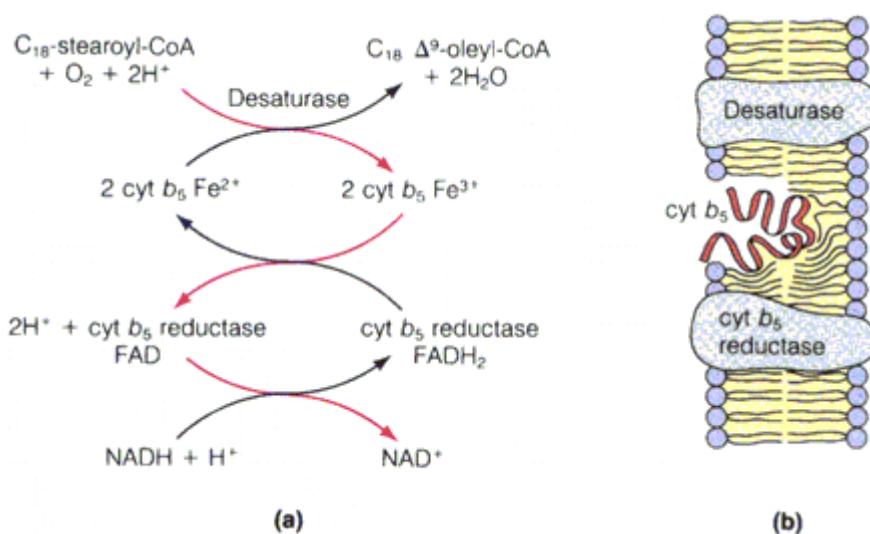 C₁₈-stearoyl-CoA
+ O₂ + 2H⁺
C₁₈ Δ⁹-oleyl-CoA
+ 2H₂O
Desaturase
2 cyt b₅ Fe²⁺
2 cyt b₅ Fe³⁺
2H⁺ + cyt b₅ reductase
FAD
cyt b₅ reductase
FADH₂
NADH + H⁺
NAD⁺
(a)
Desaturase
cyt b₅
cyt b₅
reductase
(b)